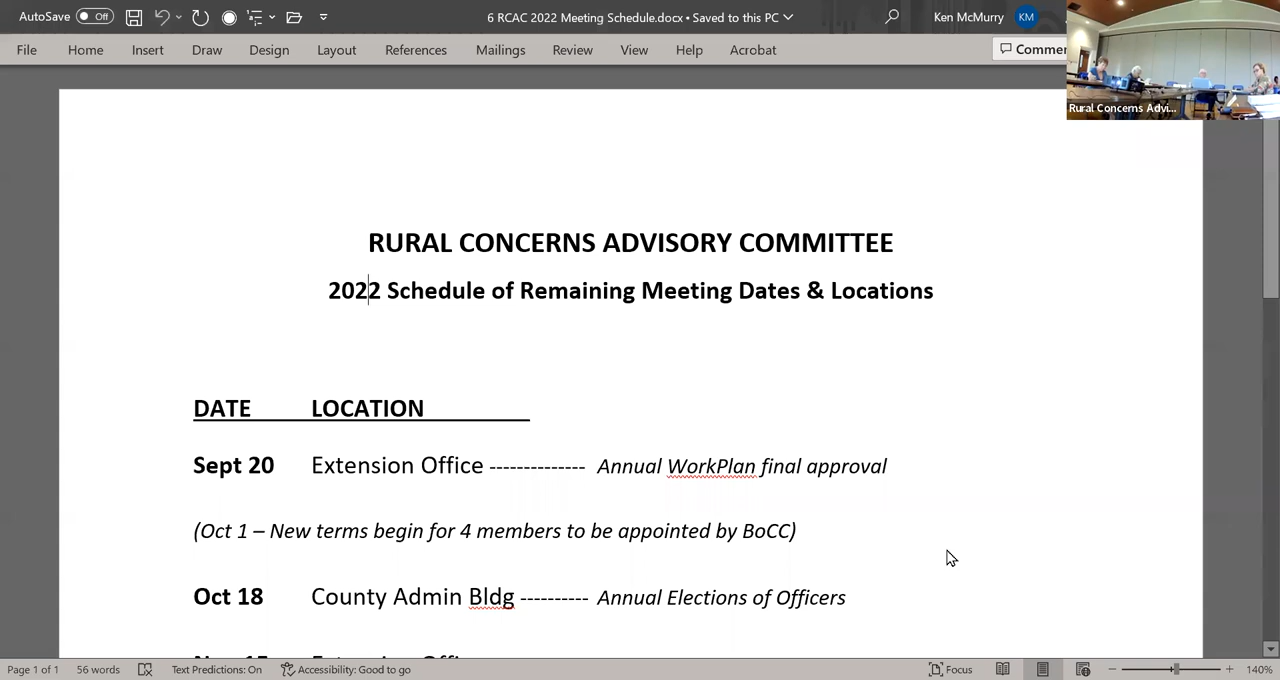 AutoSave Off 6 RCAC 2022 Meeting Schedule.docx • Saved to this PC Ken McMurry KM
File Home Insert Draw Design Layout References Mailings Review View Help Acrobat
Rural Concerns Advi...
RURAL CONCERNS ADVISORY COMMITTEE
2022 Schedule of Remaining Meeting Dates & Locations
DATE LOCATION
Sept 20 Extension Office -------------- Annual WorkPlan final approval
(Oct 1 – New terms begin for 4 members to be appointed by BoCC)
Oct 18 County Admin Bldg ---------- Annual Elections of Officers
Page 1 of 1 56 words Text Predictions: On Accessibility: Good to go Focus 140%